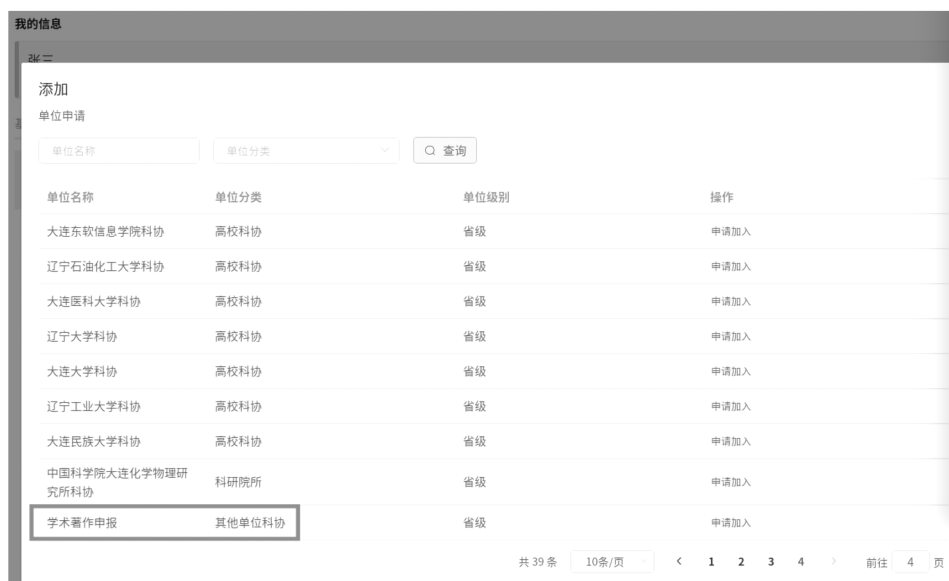 我的信息
张三
添加
单位申请
单位名称 单位分类 查询
单位名称 单位分类 单位级别 操作
大连东软信息学院科协 高校科协 省级 申请加入
辽宁石油化工大学科协 高校科协 省级 申请加入
大连医科大学科协 高校科协 省级 申请加入
辽宁大学科协 高校科协 省级 申请加入
大连大学科协 高校科协 省级 申请加入
辽宁工业大学科协 高校科协 省级 申请加入
大连民族大学科协 高校科协 省级 申请加入
中国科学院大连化学物理研
究所科协 科研院所 省级 申请加入
学术著作申报 其他单位科协 省级 申请加入
共 39 条 10条/页 < 1 2 3 4 > 前往 4 页